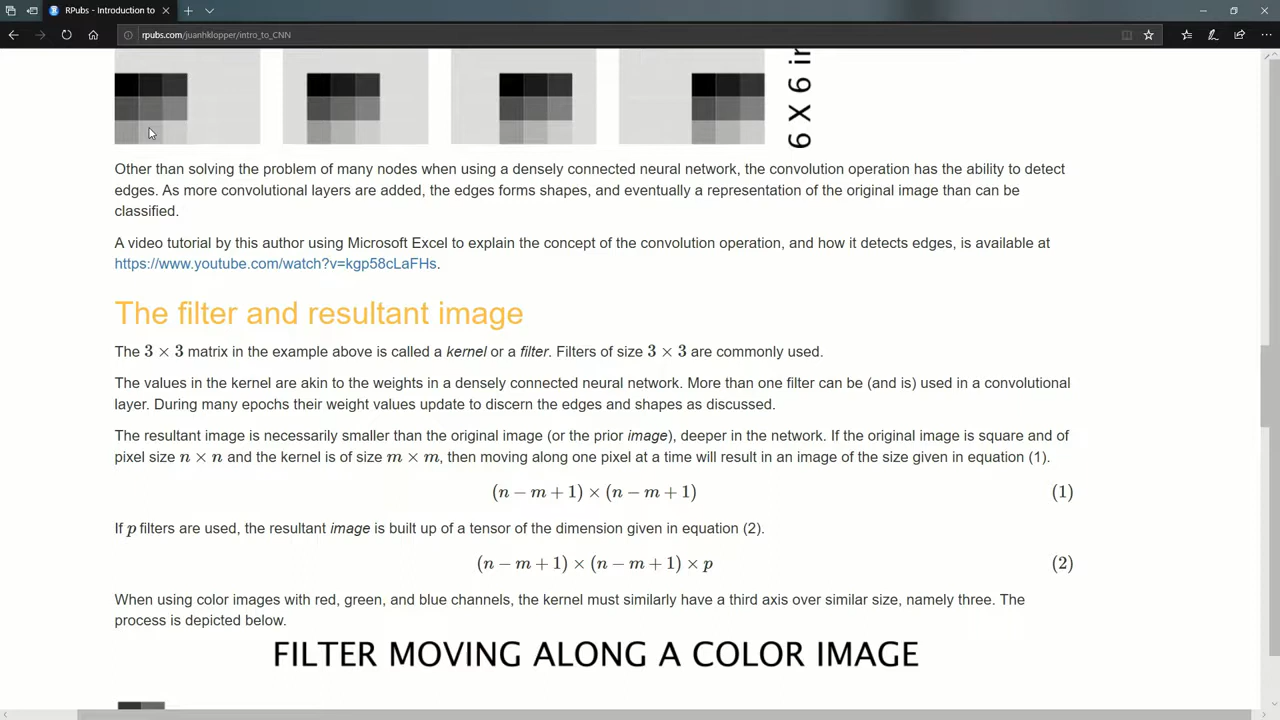 RPubs - Introduction to
rpubs.com/juanhklopper/intro_to_CNN
6 X 6
Other than solving the problem of many nodes when using a densely connected neural network, the convolution operation has the ability to detect
edges. As more convolutional layers are added, the edges forms shapes, and eventually a representation of the original image than can be
classified.
A video tutorial by this author using Microsoft Excel to explain the concept of the convolution operation, and how it detects edges, is available at
https://www.youtube.com/watch?v=kgp58cLaFHs.
The filter and resultant image
The 3 × 3 matrix in the example above is called a kernel or a filter. Filters of size 3 × 3 are commonly used.
The values in the kernel are akin to the weights in a densely connected neural network. More than one filter can be (and is) used in a convolutional
layer. During many epochs their weight values update to discern the edges and shapes as discussed.
The resultant image is necessarily smaller than the original image (or the prior image), deeper in the network. If the original image is square and of
pixel size n × n and the kernel is of size m × m, then moving along one pixel at a time will result in an image of the size given in equation (1).
(n − m + 1) × (n − m + 1) (1)
If p filters are used, the resultant image is built up of a tensor of the dimension given in equation (2).
(n − m + 1) × (n − m + 1) × p (2)
When using color images with red, green, and blue channels, the kernel must similarly have a third axis over similar size, namely three. The
process is depicted below.
FILTER MOVING ALONG A COLOR IMAGE